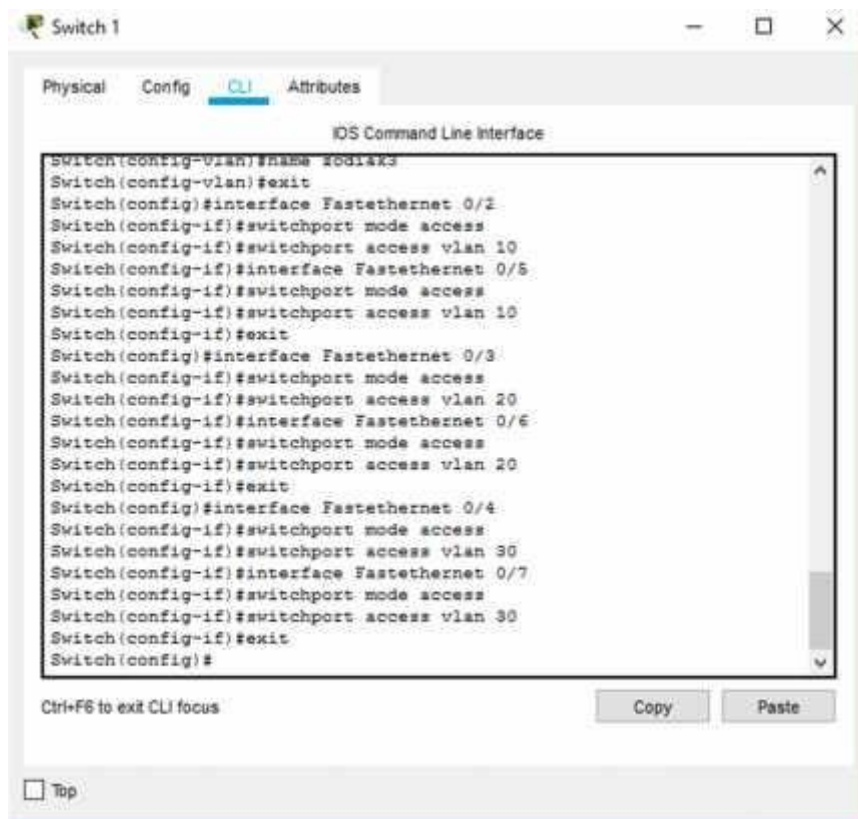 Switch 1
Physical Config CLI Attributes
IOS Command Line Interface
Switch(config-vlan)#name zodiak3
Switch(config-vlan)#exit
Switch(config)#interface Fastethernet 0/2
Switch(config-if)#switchport mode access
Switch(config-if)#switchport access vlan 10
Switch(config-if)#interface Fastethernet 0/5
Switch(config-if)#switchport mode access
Switch(config-if)#switchport access vlan 10
Switch(config-if)#exit
Switch(config)#interface Fastethernet 0/3
Switch(config-if)#switchport mode access
Switch(config-if)#switchport access vlan 20
Switch(config-if)#interface Fastethernet 0/6
Switch(config-if)#switchport mode access
Switch(config-if)#switchport access vlan 20
Switch(config-if)#exit
Switch(config)#interface Fastethernet 0/4
Switch(config-if)#switchport mode access
Switch(config-if)#switchport access vlan 30
Switch(config-if)#interface Fastethernet 0/7
Switch(config-if)#switchport mode access
Switch(config-if)#switchport access vlan 30
Switch(config-if)#exit
Switch(config)#
Ctrl+F6 to exit CLI focus
Copy Paste
Top